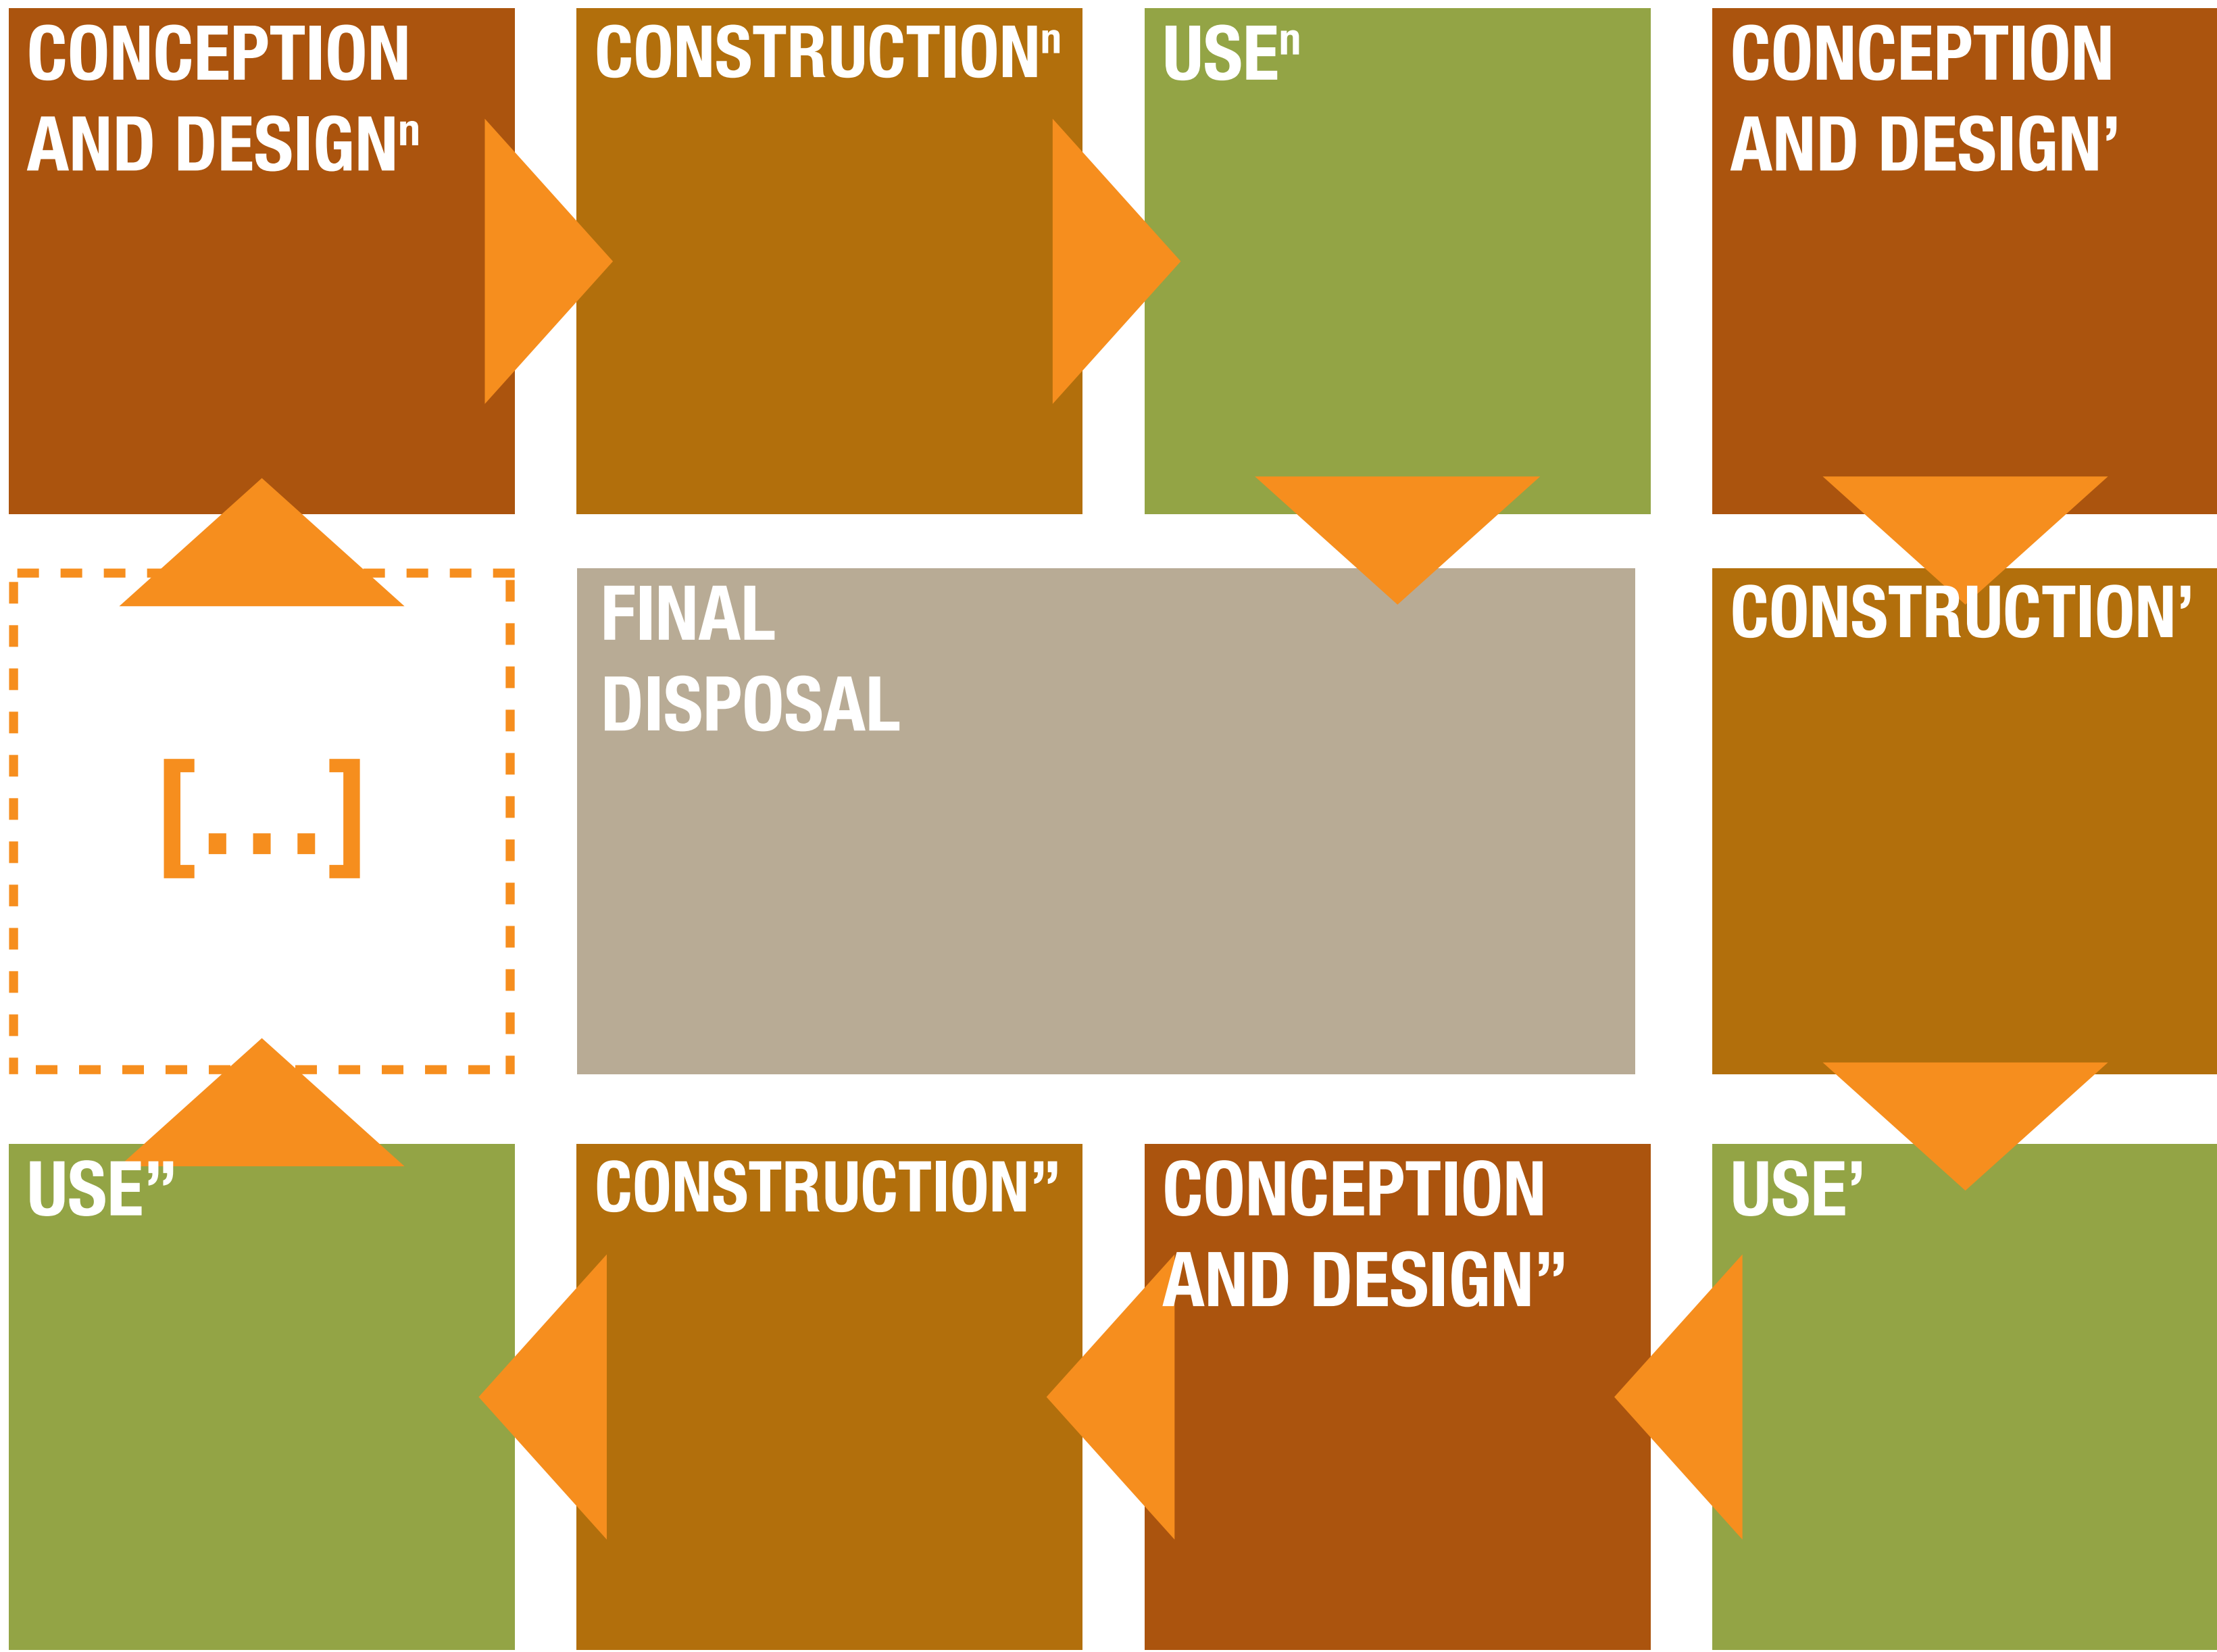 CONCEPTION
AND DESIGNⁿ
CONSTRUCTIONⁿ
USEⁿ
CONCEPTION
AND DESIGN’
[...]
FINAL
DISPOSAL
CONSTRUCTION’
USE’’
CONSTRUCTION’’
CONCEPTION
AND DESIGN’’
USE’